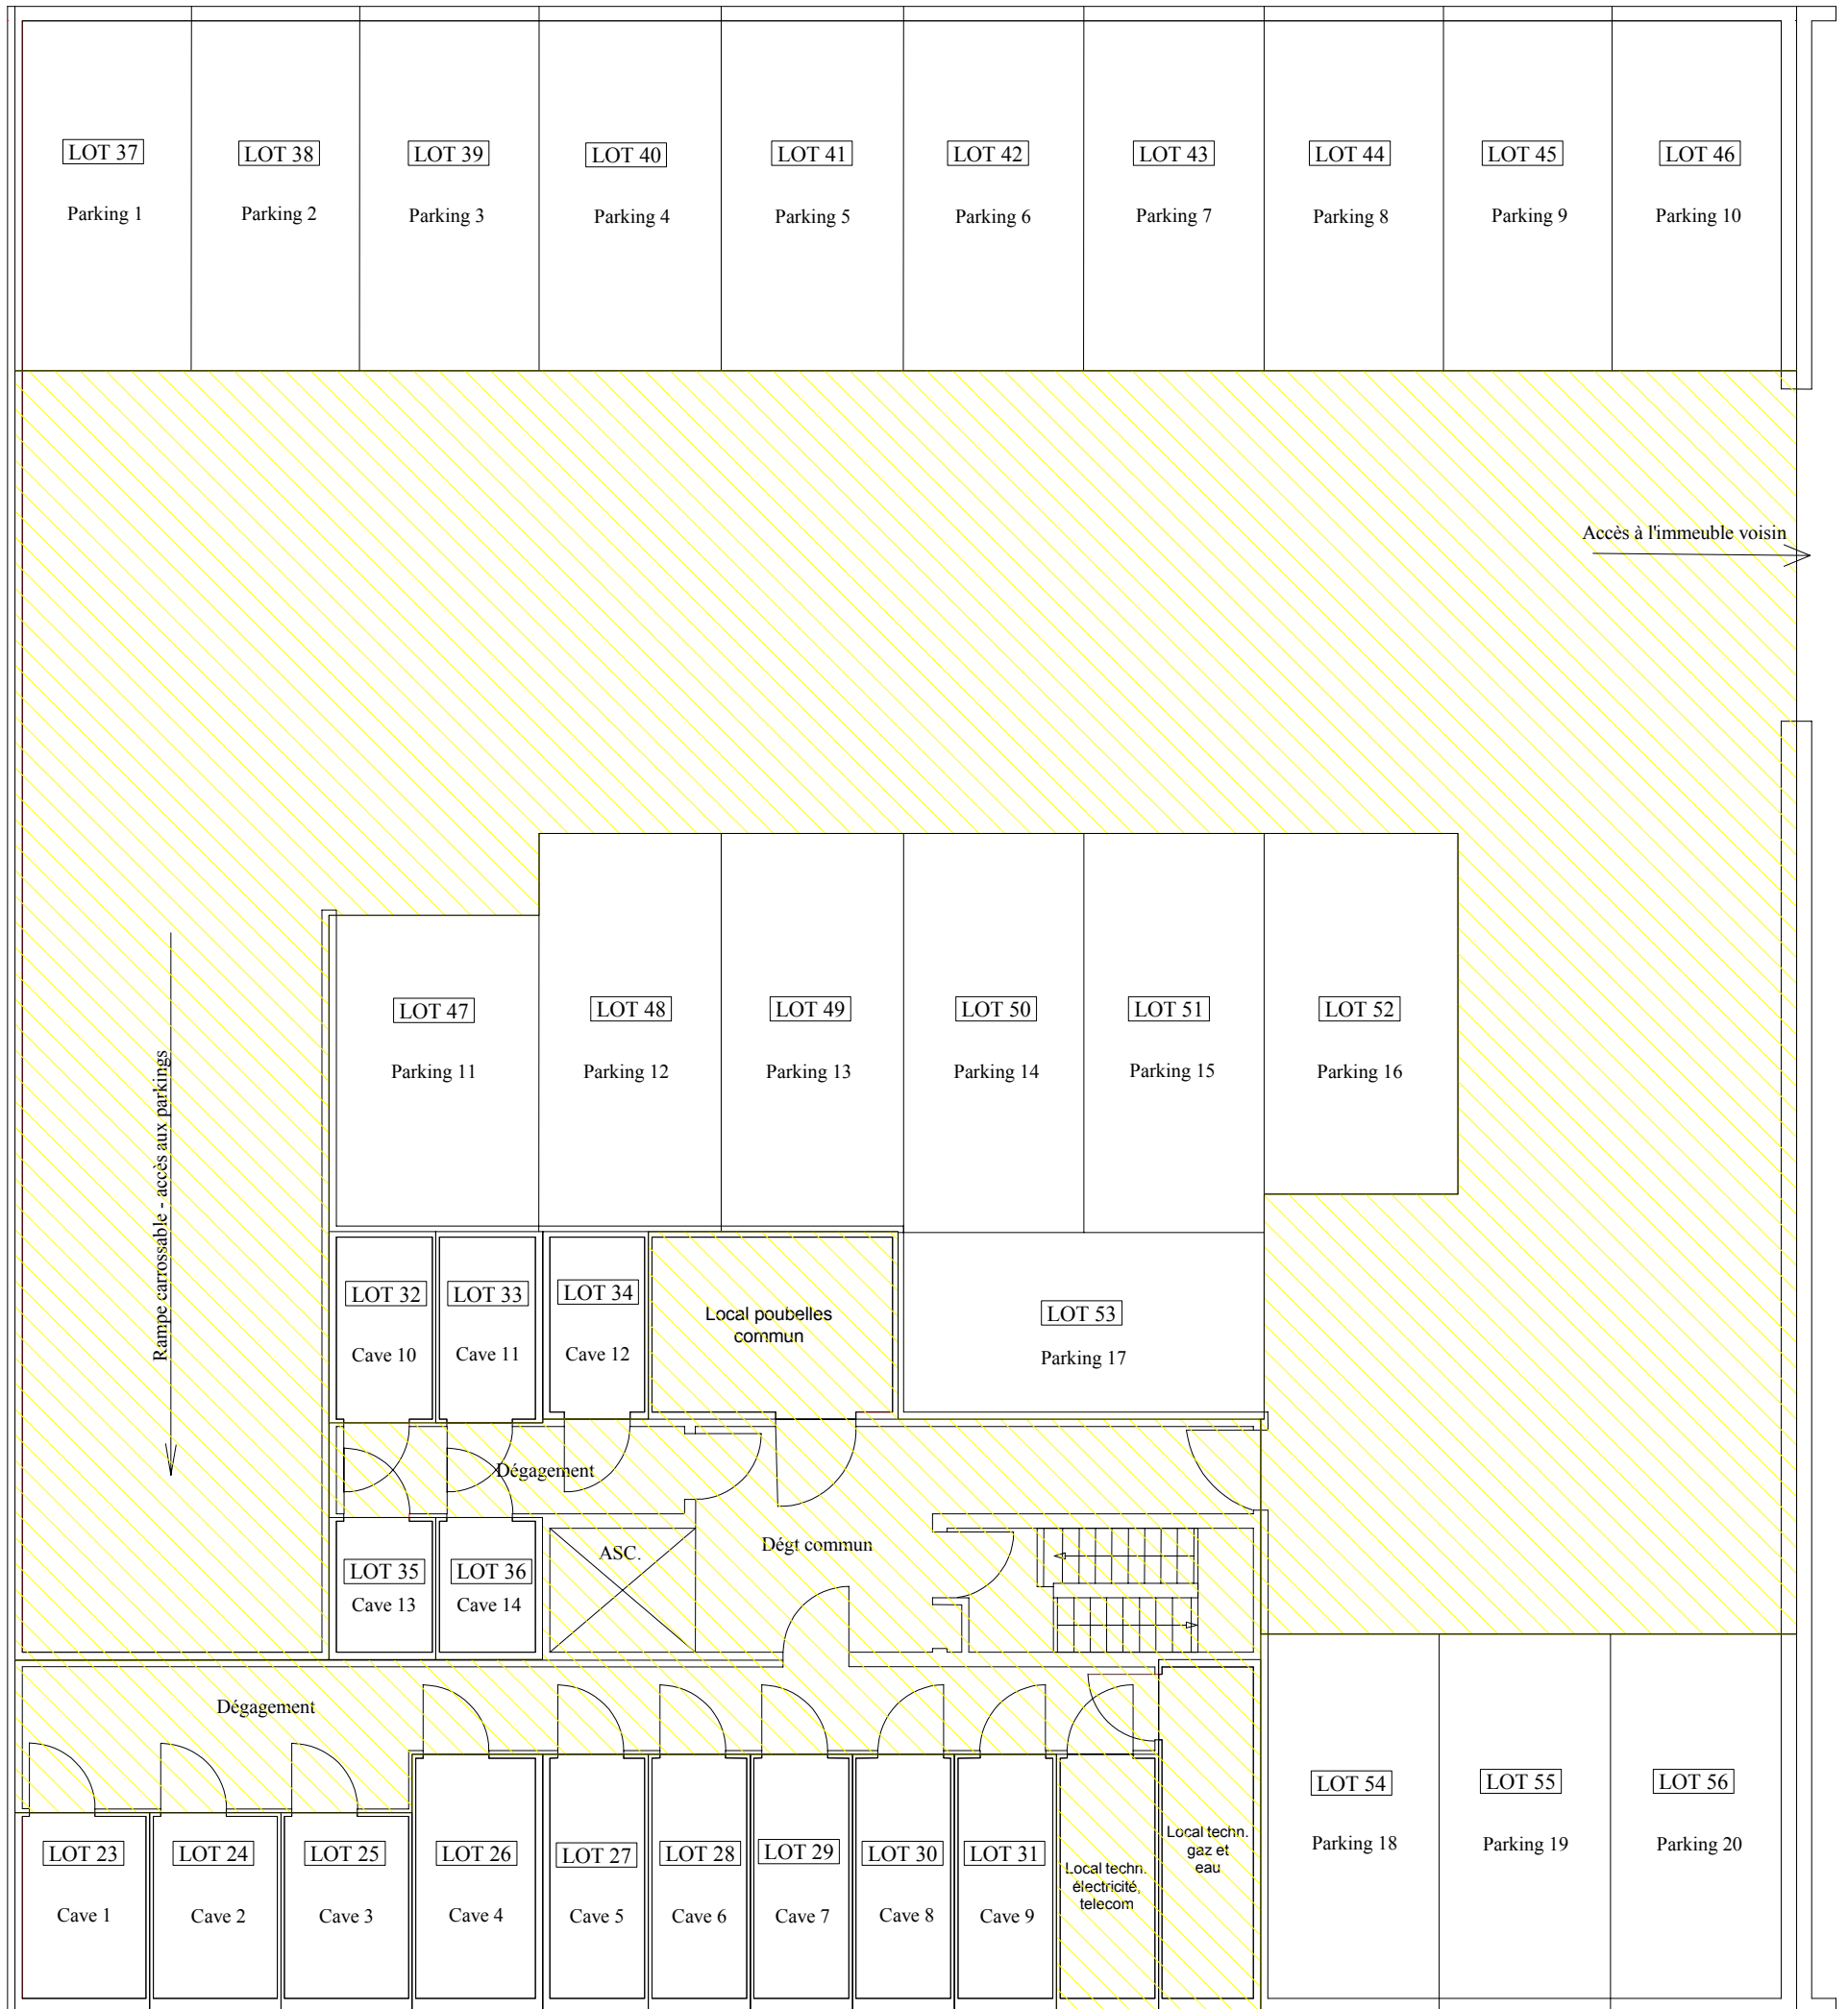 LOT 37
Parking 1
LOT 38
Parking 2
LOT 39
Parking 3
LOT 40
Parking 4
LOT 41
Parking 5
LOT 42
Parking 6
LOT 43
Parking 7
LOT 44
Parking 8
LOT 45
Parking 9
LOT 46
Parking 10
Accès à l'immeuble voisin
Rampe carrossable - accès aux parkings
LOT 47
Parking 11
LOT 48
Parking 12
LOT 49
Parking 13
LOT 50
Parking 14
LOT 51
Parking 15
LOT 52
Parking 16
LOT 32
Cave 10
LOT 33
Cave 11
LOT 34
Cave 12
Local poubelles
commun
LOT 53
Parking 17
Dégagement
LOT 35
Cave 13
LOT 36
Cave 14
ASC.
Dégt commun
Dégagement
LOT 23
Cave 1
LOT 24
Cave 2
LOT 25
Cave 3
LOT 26
Cave 4
LOT 27
Cave 5
LOT 28
Cave 6
LOT 29
Cave 7
LOT 30
Cave 8
LOT 31
Cave 9
Local techn.
électricité,
telecom
Local techn.
gaz et
eau
LOT 54
Parking 18
LOT 55
Parking 19
LOT 56
Parking 20